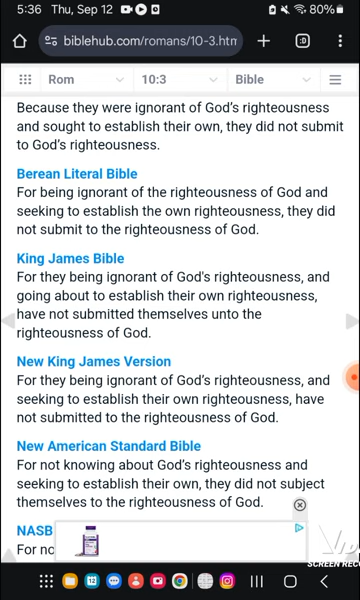 5:36 Thu, Sep 12 80%
biblehub.com/romans/10-3.htm
Rom 10:3 Bible
Because they were ignorant of God’s righteousness
and sought to establish their own, they did not submit
to God’s righteousness.
Berean Literal Bible
For being ignorant of the righteousness of God and
seeking to establish the own righteousness, they did
not submit to the righteousness of God.
King James Bible
For they being ignorant of God's righteousness, and
going about to establish their own righteousness,
have not submitted themselves unto the
righteousness of God.
New King James Version
For they being ignorant of God’s righteousness, and
seeking to establish their own righteousness, have
not submitted to the righteousness of God.
New American Standard Bible
For not knowing about God’s righteousness and
seeking to establish their own, they did not subject
themselves to the righteousness of God.
NASB
For no
SCREEN REC